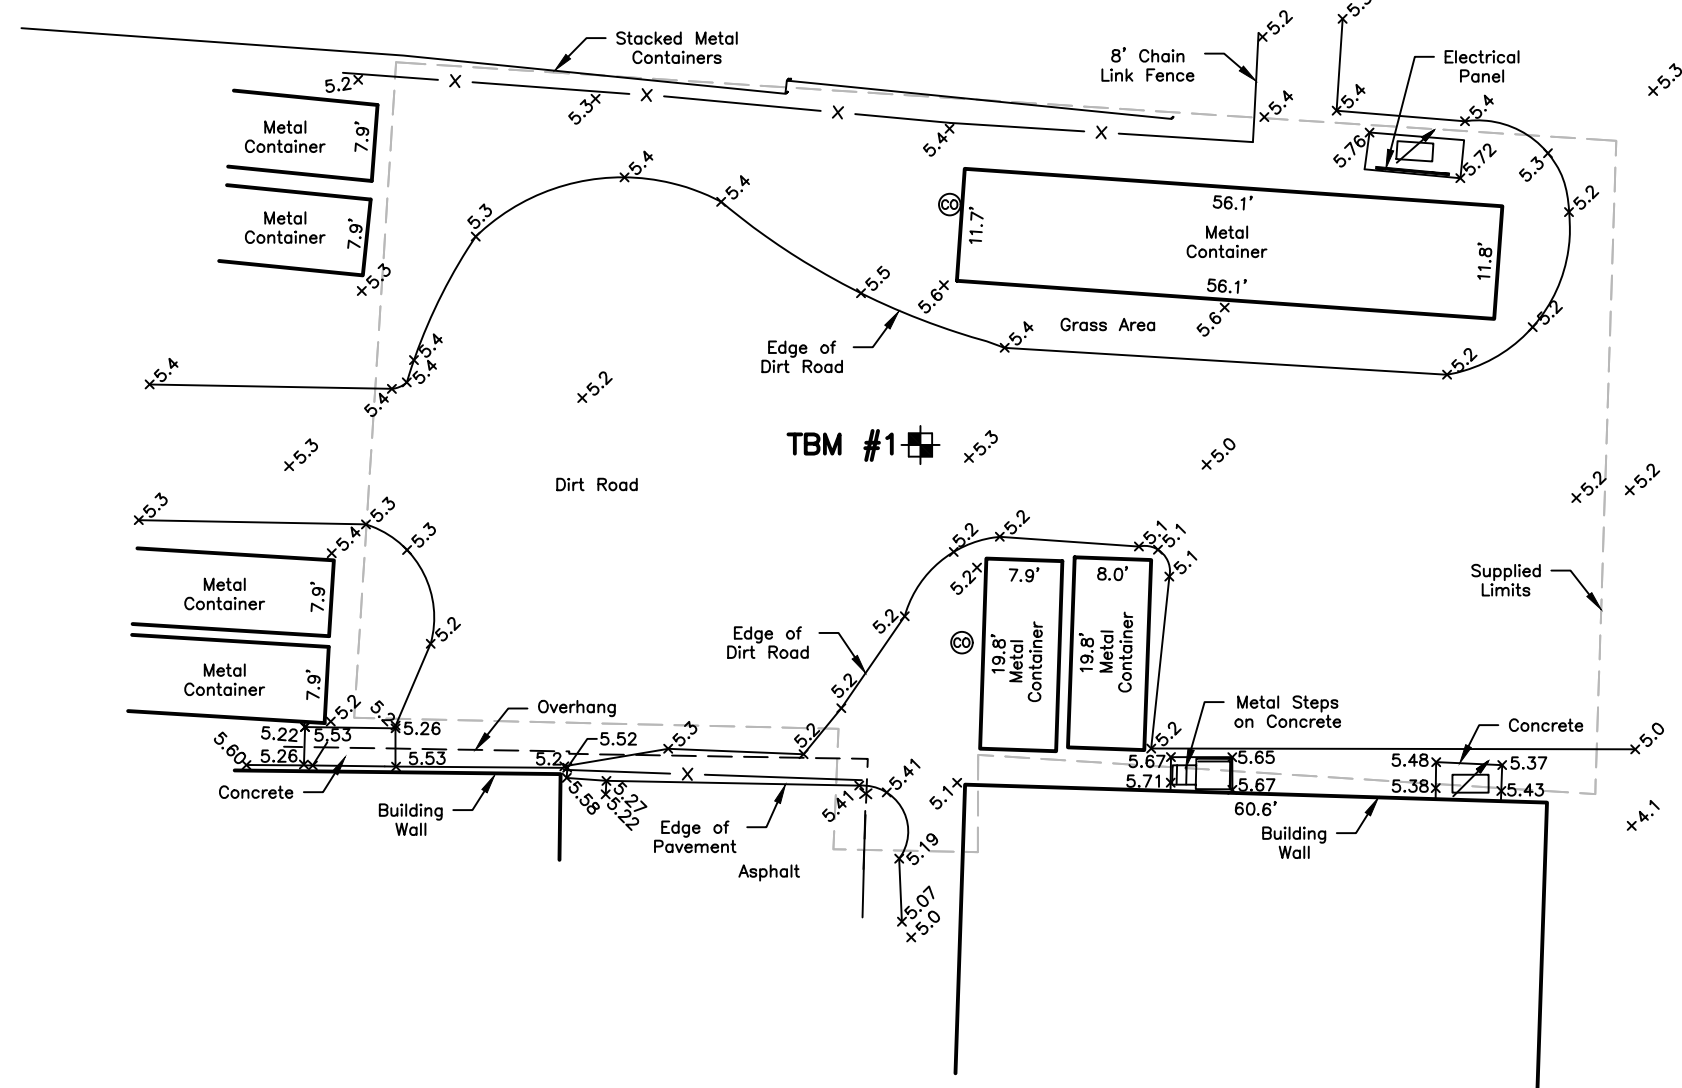 5.2
5.3
Stacked Metal
Containers
8' Chain
Link Fence
Electrical
Panel
5.3
5.2
5.3
5.4
5.4
5.4
5.4
Metal
Container
7.9'
5.76
5.72
5.3
5.2
5.4
5.4
5.3
Metal
Container
7.9'
5.3
CO
11.7'
56.1'
Metal
Container
11.8'
56.1'
5.5
5.6
5.6
Grass Area
5.2
5.4
5.2
Edge of
Dirt Road
5.4
5.4
5.4
5.4
5.2
TBM #1
5.3
5.0
5.3
5.2
5.2
Dirt Road
5.3
5.3
5.4
5.3
5.2
5.2
5.1
5.1
5.1
5.2
Metal
Container
7.9'
7.9'
8.0'
Supplied
Limits
5.2
5.2
Edge of
Dirt Road
CO
19.8'
Metal
Container
19.8'
Metal
Container
Metal
Container
7.9'
5.2
5.2
5.2
Overhang
Metal Steps
on Concrete
Concrete
5.22
5.53
5.26
5.52
5.3
5.2
5.2
5.0
5.60
5.26
5.53
5.2
5.67
5.65
5.48
5.37
5.71
5.67
5.38
5.43
Concrete
5.58
5.27
5.22
5.41
5.41
5.1
60.6'
4.1
Building
Wall
Edge of
Pavement
Building
Wall
5.19
Asphalt
5.07
5.0